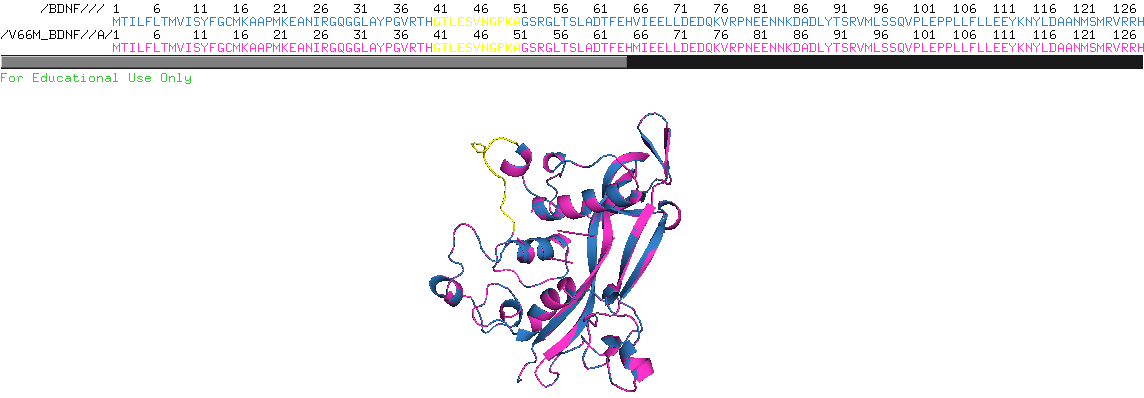 /BDNF/// 1 6 11 16 21 26 31 36 41 46 51 56 61 66 71 76 81 86 91 96 101 106 111 116 121 126
MTILFLTMVISYFGCMKAAPMKEANIRGQGGLAYPGVRTHGTLESVNGPKAGSRGLTSLADTFEHVIEELLDEDQKVRPNEENNKDADLYTSRVMLSSQVPLEPPLLFLLEEYKNYLDAANMSMRVRRH
/V66M_BDNF//A/ 1 6 11 16 21 26 31 36 41 46 51 56 61 66 71 76 81 86 91 96 101 106 111 116 121 126
MTILFLTMVISYFGCMKAAPMKEANIRGQGGLAYPGVRTHGTLESVNGPKAGSRGLTSLADTFEHMIEELLDEDQKVRPNEENNKDADLYTSRVMLSSQVPLEPPLLFLLEEYKNYLDAANMSMRVRRH
For Educational Use Only